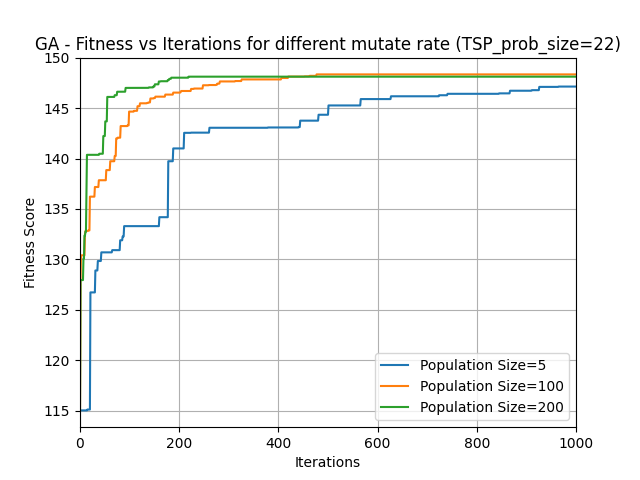 GA - Fitness vs Iterations for different mutate rate (TSP_prob_size=22)
150
145
140
135
130
125
120
115
Fitness Score
0 200 400 600 800 1000
Iterations
Population Size=5
Population Size=100
Population Size=200